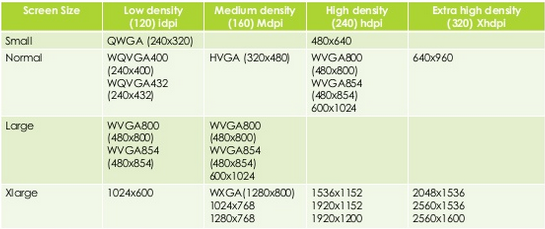 Screen Size
Low density
(120) ldpi
Medium density
(160) Mdpi
High density
(240) hdpi
Extra high density
(320) Xhdpi
Small
QWGA (240x320)
480x640
Normal
WQVGA400
(240x400)
WQVGA432
(240x432)
HVGA (320x480)
WVGA800
(480x800)
WVGA854
(480x854)
600x1024
640x960
Large
WVGA800
(480x800)
WVGA854
(480x854)
WVGA800
(480x800)
WVGA854
(480x854)
600x1024
Xlarge
1024x600
WXGA(1280x800)
1024x768
1280x768
1536x1152
1920x1152
1920x1200
2048x1536
2560x1536
2560x1600